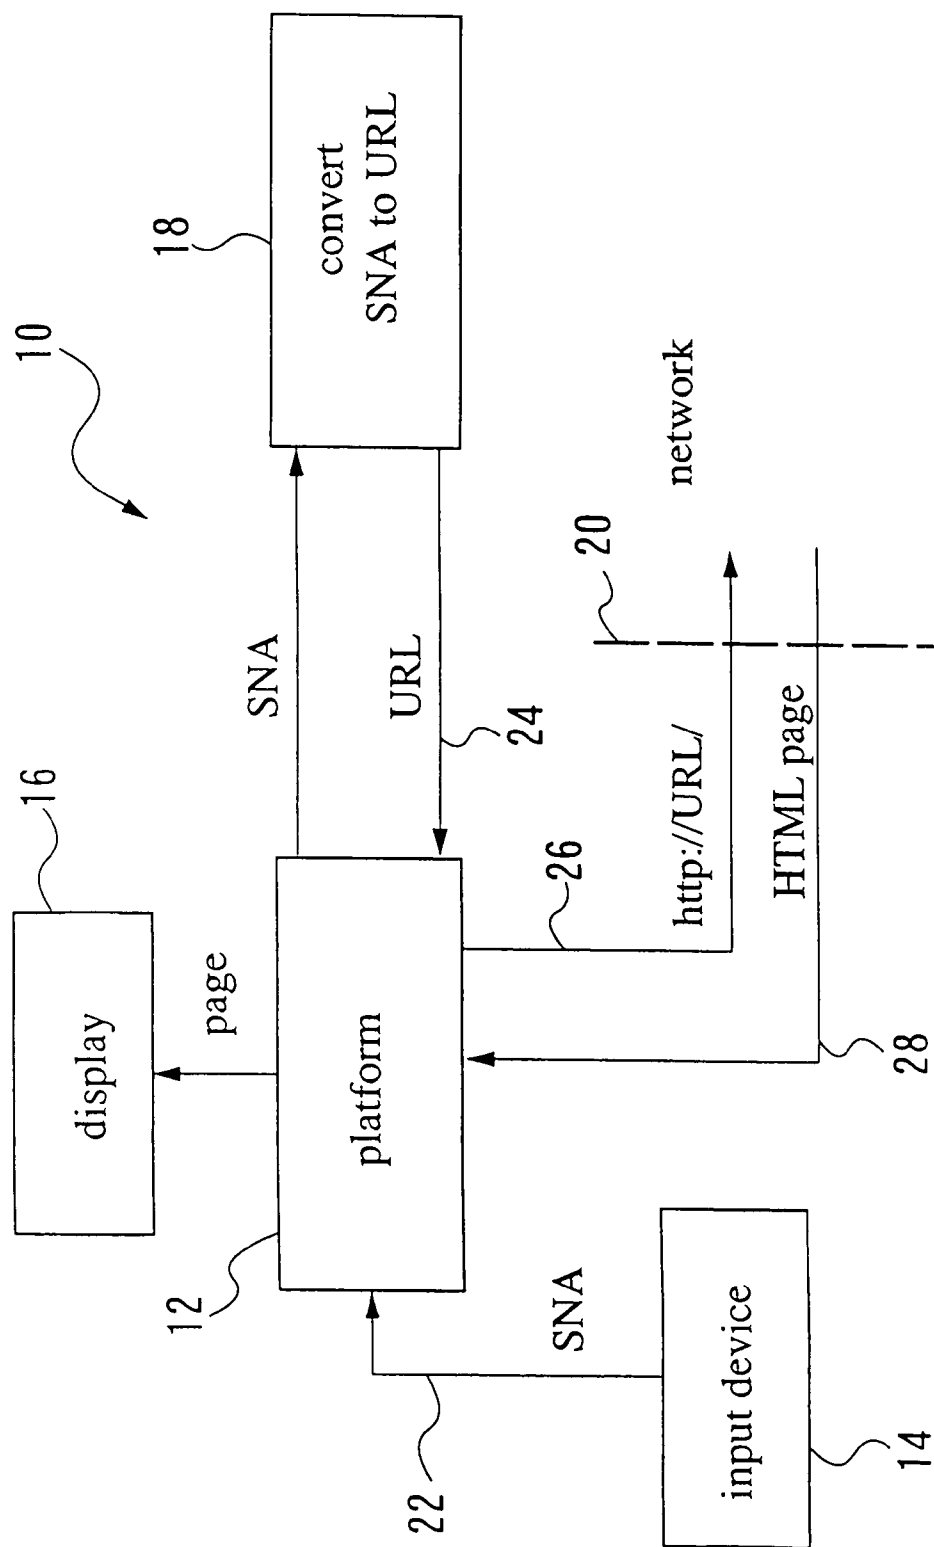 10
18
convert
SNA to URL
16
display
page
SNA
URL
24
12
platform
26
20
network
http://URL/
HTML page
28
22
SNA
input device
14